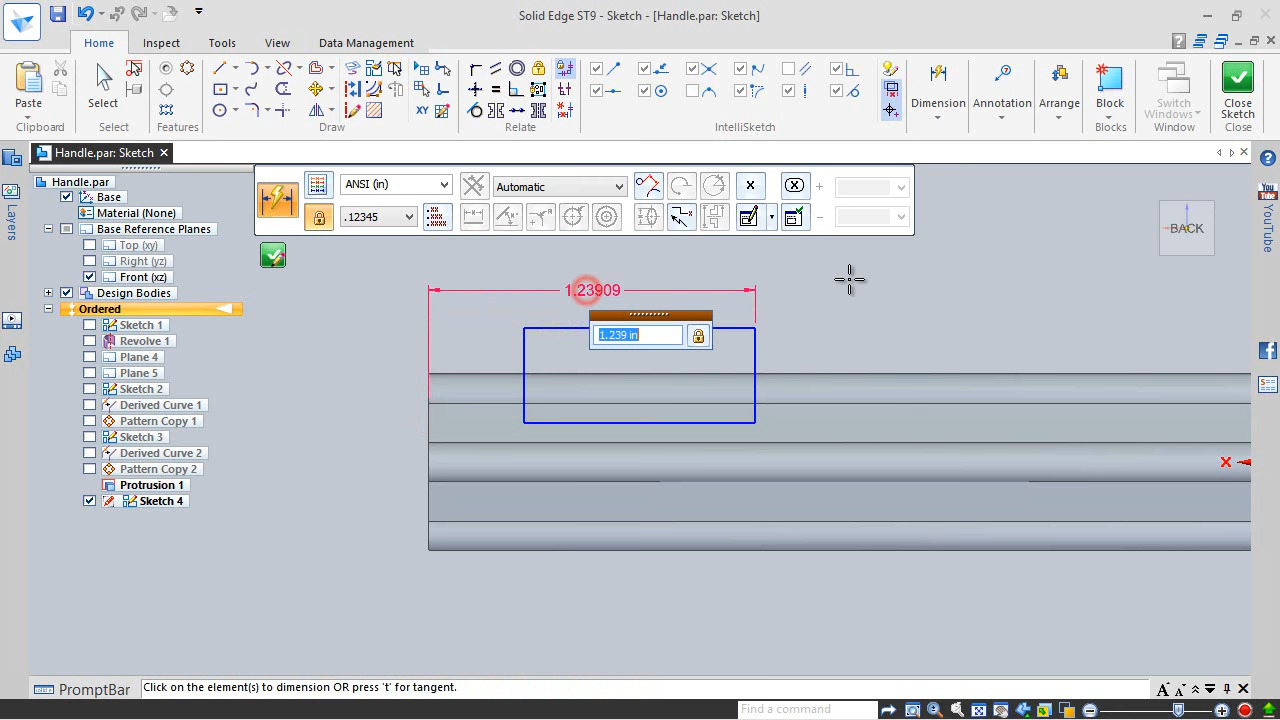 Solid Edge ST9 - Sketch - [Handle.par: Sketch]
Home
Inspect
Tools
View
Data Management
Paste
Clipboard
Select
Select
Features
Draw
XY
Relate
IntelliSketch
Dimension
Annotation
Arrange
Block
Blocks
Switch Windows
Window
Close Sketch
Close
Handle.par: Sketch
Layers
Handle.par
Base
Material (None)
Base Reference Planes
Top (xy)
Right (yz)
Front (xz)
Design Bodies
Ordered
Sketch 1
Revolve 1
Plane 4
Plane 5
Sketch 2
Derived Curve 1
Pattern Copy 1
Sketch 3
Derived Curve 2
Pattern Copy 2
Protrusion 1
Sketch 4
ANSI (in)
Automatic
.12345
BACK
YouTube
1.23909
1.239 in
X
PromptBar
Click on the element(s) to dimension OR press 't' for tangent.
Find a command